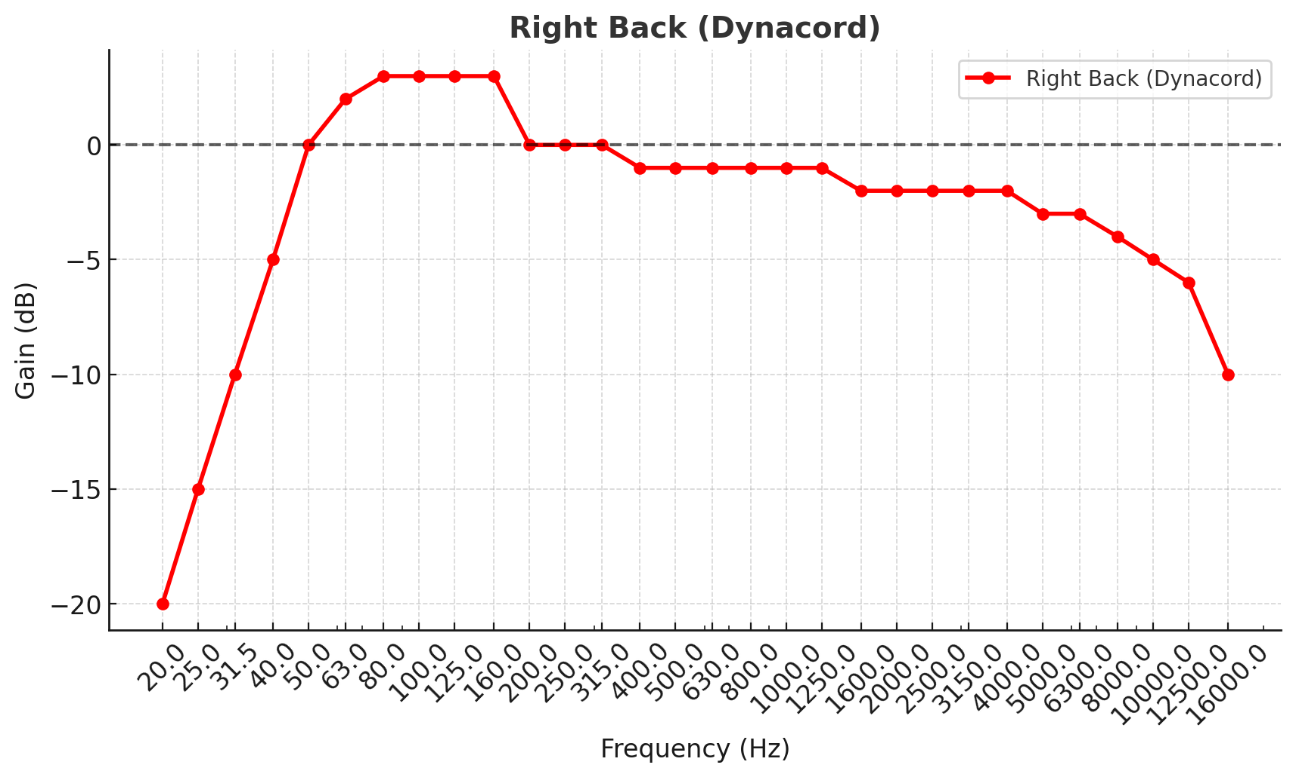 Right Back (Dynacord)
Right Back (Dynacord)
Gain (dB)
0
−5
−10
−15
−20
20.0 25.0 31.5 40.0 50.0 63.0 80.0 100.0 125.0 160.0 200.0 250.0 315.0 400.0 500.0 630.0 800.0 1000.0 1250.0 1600.0 2000.0 2500.0 3150.0 4000.0 5000.0 6300.0 8000.0 10000.0 12500.0 16000.0
Frequency (Hz)